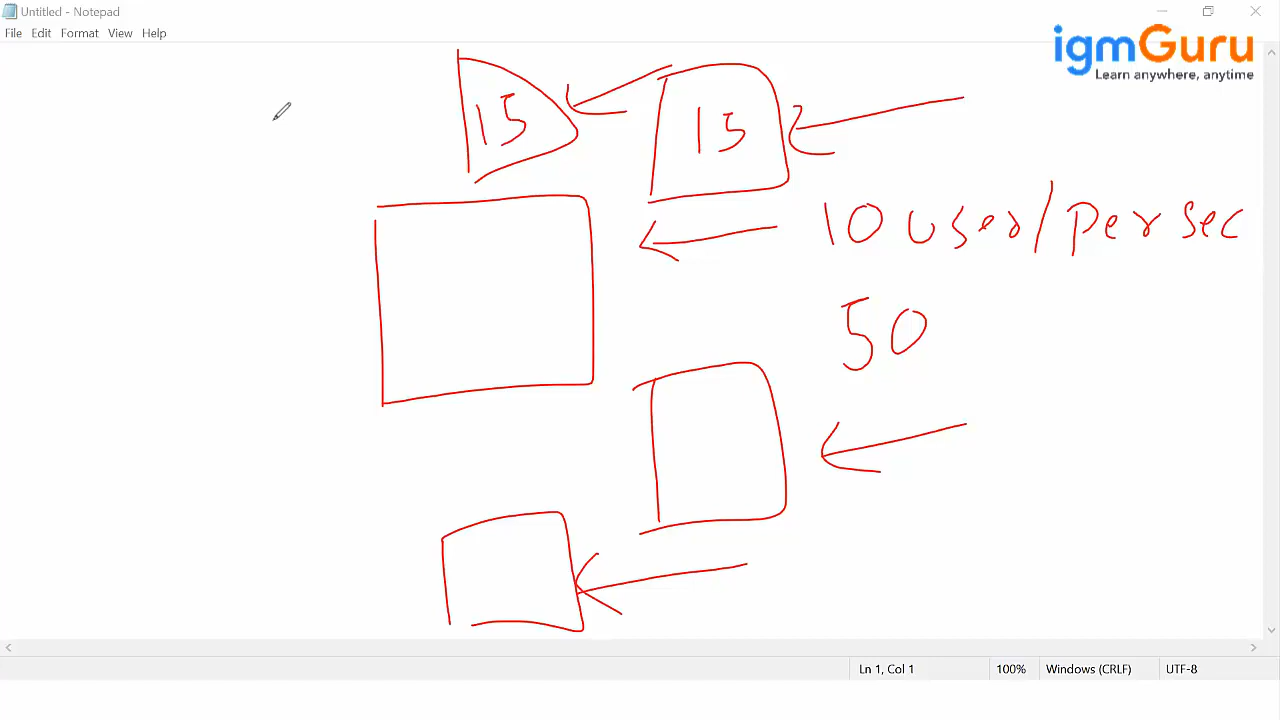 Untitled - Notepad
File Edit Format View Help
igmGuru
Learn anywhere, anytime
15 15
10 user/per sec
50
Ln 1, Col 1 100% Windows (CRLF) UTF-8